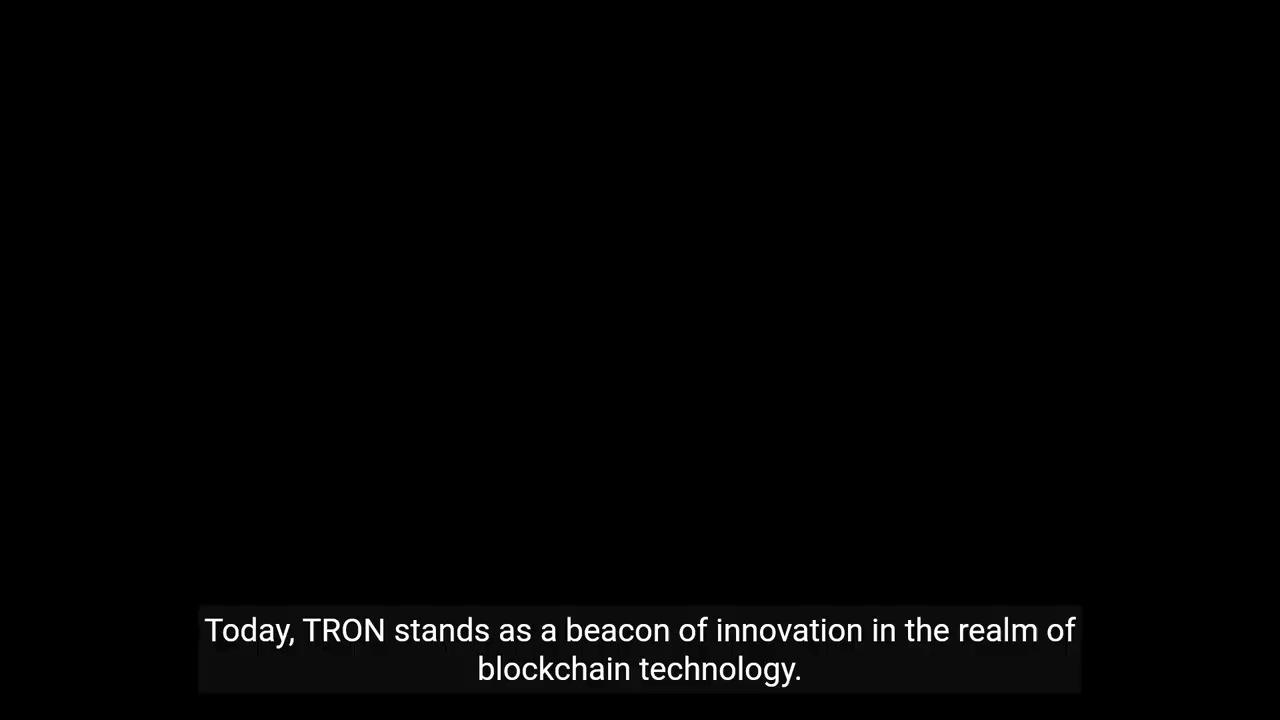 Today, TRON stands as a beacon of innovation in the realm of
blockchain technology.